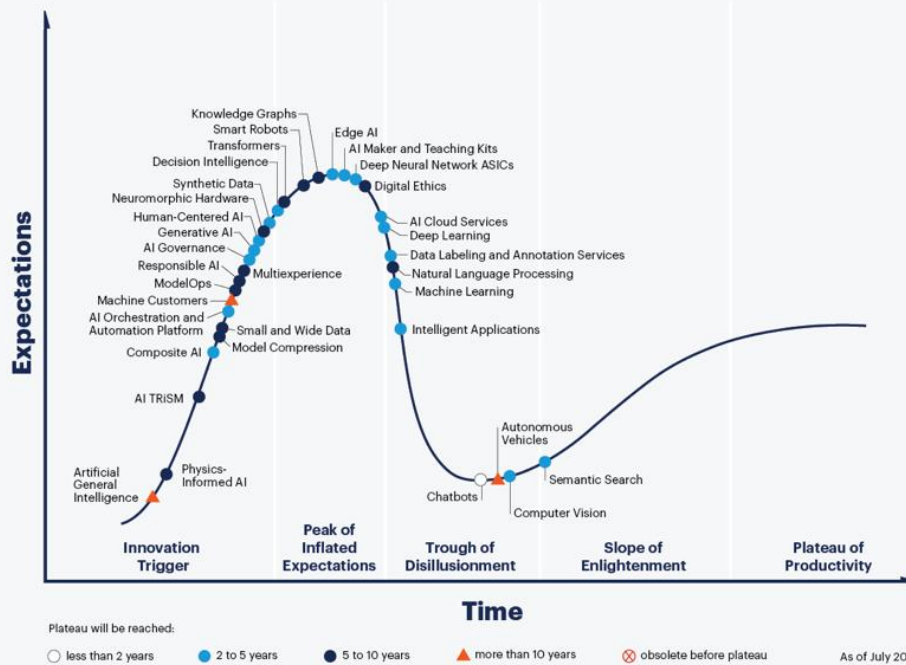 Knowledge Graphs
Smart Robots
Transformers
Decision Intelligence
Synthetic Data
Neuromorphic Hardware
Human-Centered AI
Generative AI
AI Governance
Responsible AI
Multiexperience
ModelOps
Machine Customers
AI Orchestration and
Automation Platform
Small and Wide Data
Model Compression
Composite AI
AI TRiSM
Artificial
General
Intelligence
Physics-
Informed AI
Edge AI
AI Maker and Teaching Kits
Deep Neural Network ASICs
Digital Ethics
AI Cloud Services
Deep Learning
Data Labeling and Annotation Services
Natural Language Processing
Machine Learning
Intelligent Applications
Autonomous
Vehicles
Chatbots
Semantic Search
Computer Vision
Expectations
Innovation
Trigger
Peak of
Inflated
Expectations
Trough of
Disillusionment
Slope of
Enlightenment
Plateau of
Productivity
Time
Plateau will be reached:
less than 2 years
2 to 5 years
5 to 10 years
more than 10 years
obsolete before plateau
As of July 20